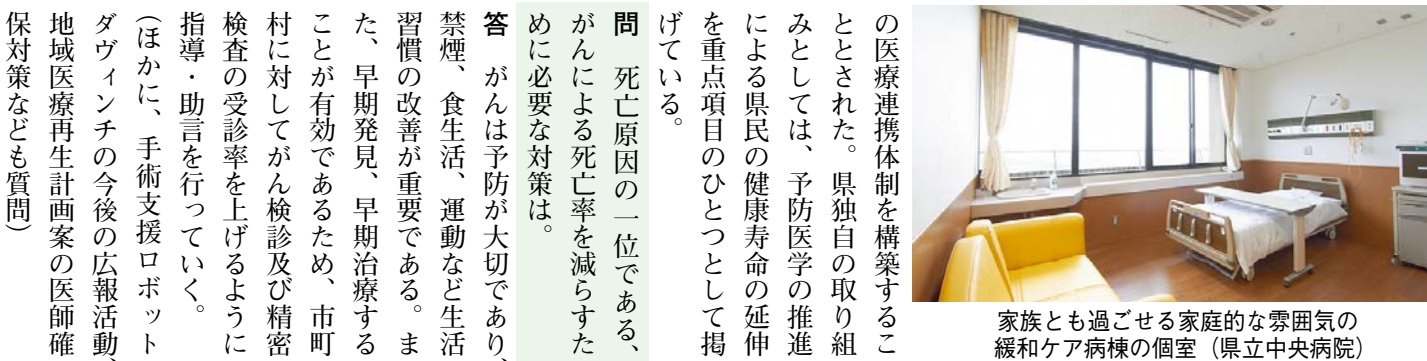 の医療連携体制を構築するこ
ととされた。県独自の取り組
みとしては、予防医学の推進
による県民の健康寿命の延伸
を重点項目のひとつとして掲
げている。
問　死亡原因の一位である、
がんによる死亡率を減らすた
めに必要な対策は。
答　がんは予防が大切であり、
禁煙、食生活、運動など生活
習慣の改善が重要である。ま
た、早期発見、早期治療する
ことが有効であるため、市町
村に対してがん検診及び精密
検査の受診率を上げるように
指導・助言を行っていく。
（ほかに、手術支援ロボット
ダヴィンチの今後の広報活動、
地域医療再生計画案の医師確
保対策なども質問）
家族とも過ごせる家庭的な雰囲気の
緩和ケア病棟の個室（県立中央病院）